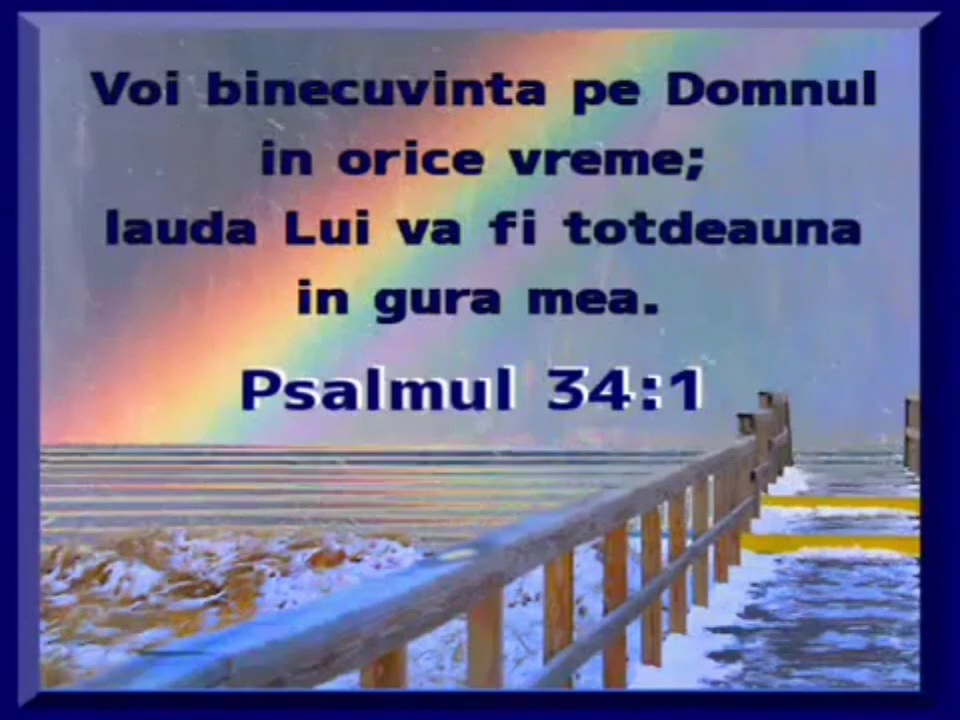 Voi binecuvinta pe Domnul
in orice vreme;
lauda Lui va fi totdeauna
in gura mea.
Psalmul 34:1